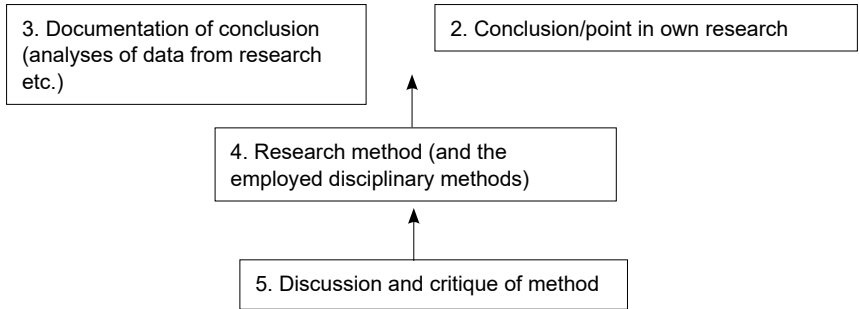 3. Documentation of conclusion
(analyses of data from research
etc.)
2. Conclusion/point in own research
4. Research method (and the
employed disciplinary methods)
5. Discussion and critique of method